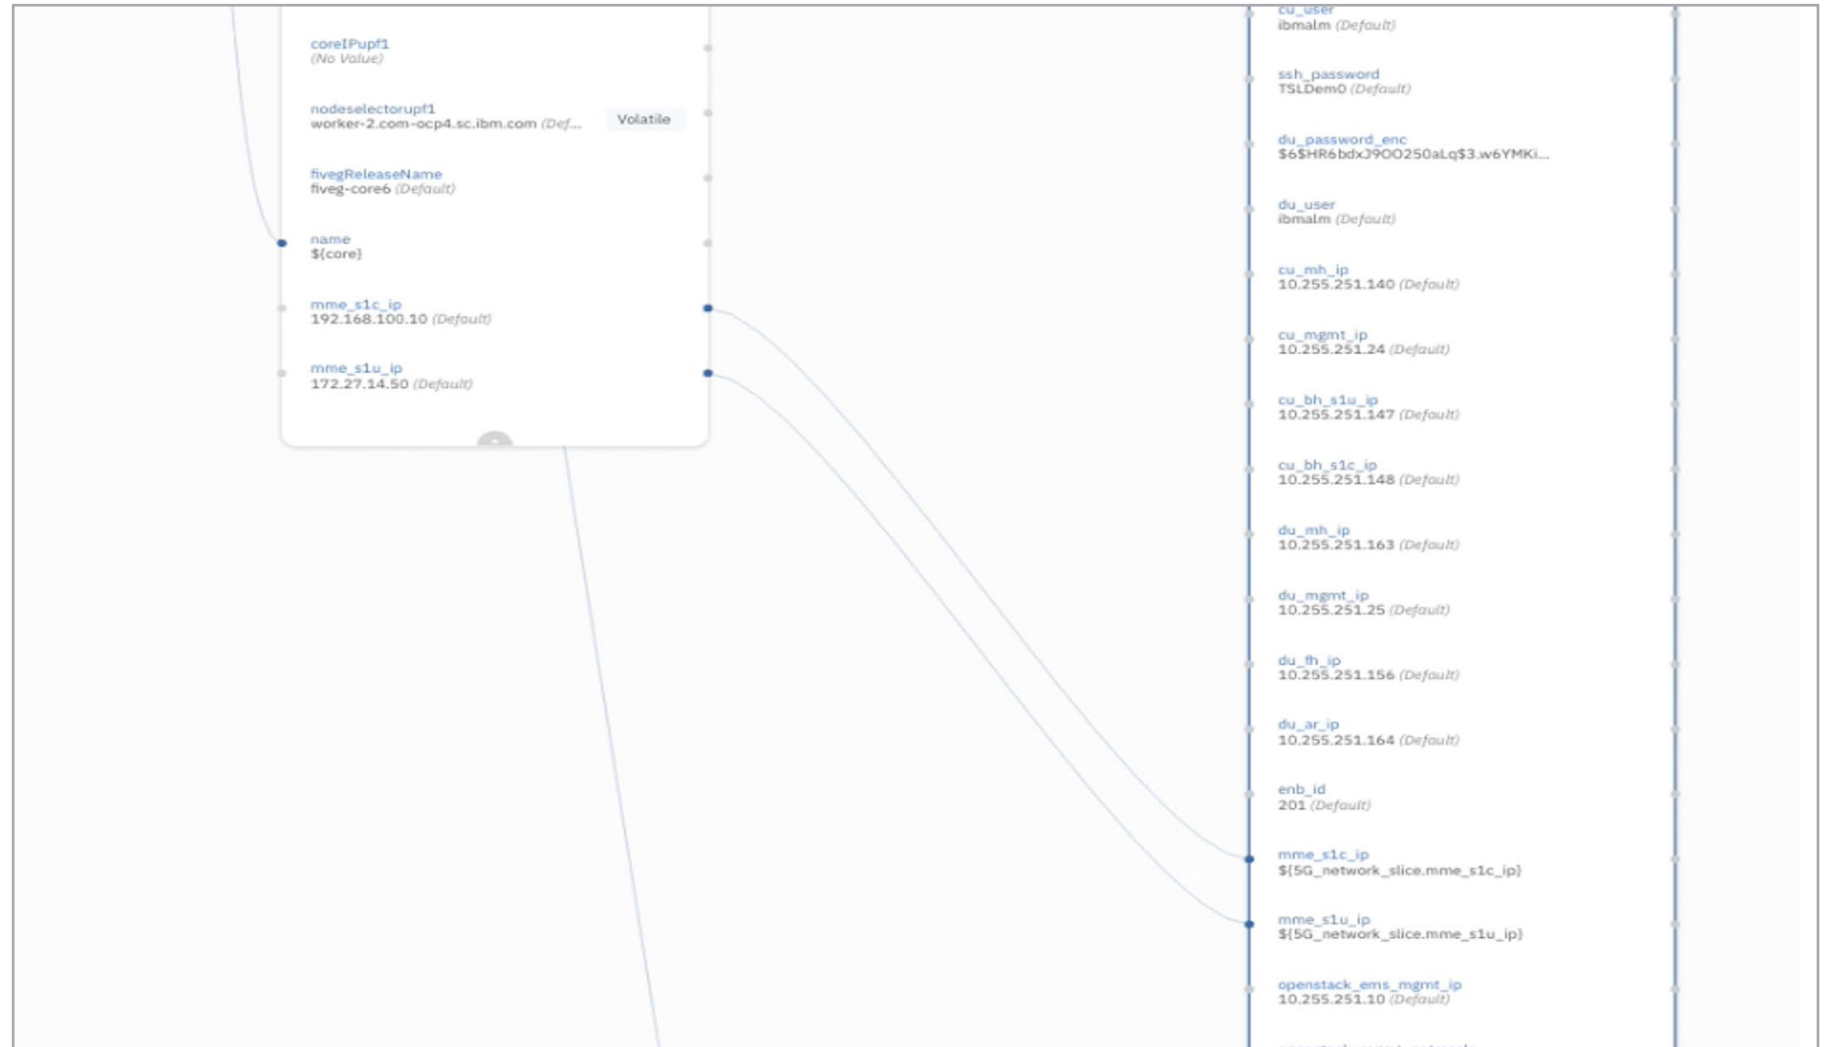 coreIPupf1
(No Value)
nodeselectorupf1
worker-2.com-ocp4.sc.ibm.com (Def...
Volatile
fivegReleaseName
fiveg-core6 (Default)
name
${core}
mme_s1c_ip
192.168.100.10 (Default)
mme_s1u_ip
172.27.14.50 (Default)
cu_user
ibmalm (Default)
ssh_password
TSLDem0 (Default)
du_password_enc
$6$HR6bdxJ9OO250aLq$3.w6YMKi...
du_user
ibmalm (Default)
cu_mh_ip
10.255.251.140 (Default)
cu_mgmt_ip
10.255.251.24 (Default)
cu_bh_s1u_ip
10.255.251.147 (Default)
cu_bh_s1c_ip
10.255.251.148 (Default)
du_mh_ip
10.255.251.163 (Default)
du_mgmt_ip
10.255.251.25 (Default)
du_fh_ip
10.255.251.156 (Default)
du_ar_ip
10.255.251.164 (Default)
enb_id
201 (Default)
mme_s1c_ip
${5G_network_slice.mme_s1c_ip}
mme_s1u_ip
${5G_network_slice.mme_s1u_ip}
openstack_ems_mgmt_ip
10.255.251.10 (Default)